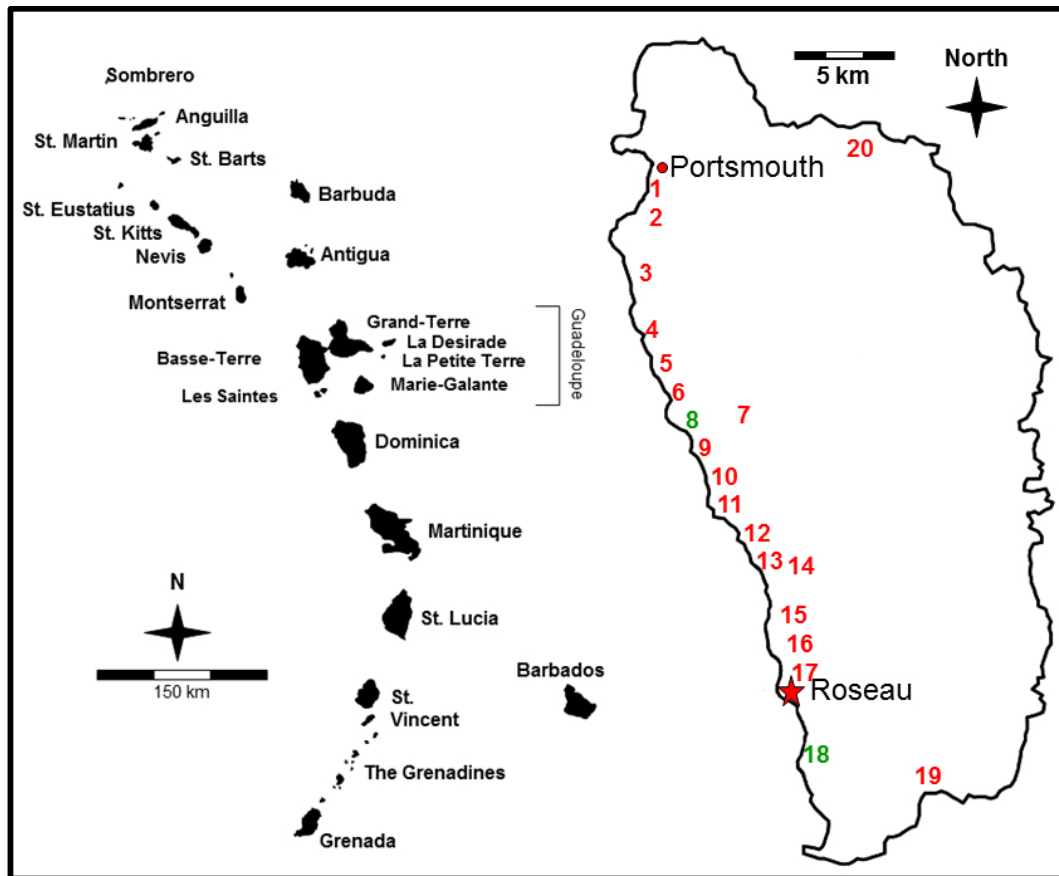 Sombrero
Anguilla
St. Martin
St. Barts
Barbuda
St. Eustatius
St. Kitts
Nevis
Antigua
Montserrat
Grand-Terre
La Desirade
Basse-Terre
La Petite Terre
Les Saintes
Marie-Galante
Guadeloupe
Dominica
Martinique
N
St. Lucia
150 km
Barbados
St.
Vincent
The Grenadines
Grenada
5 km
North
20
Portsmouth
1
2
3
4
5
6
7
8
9
10
11
12
13
14
15
16
17
Roseau
18
19